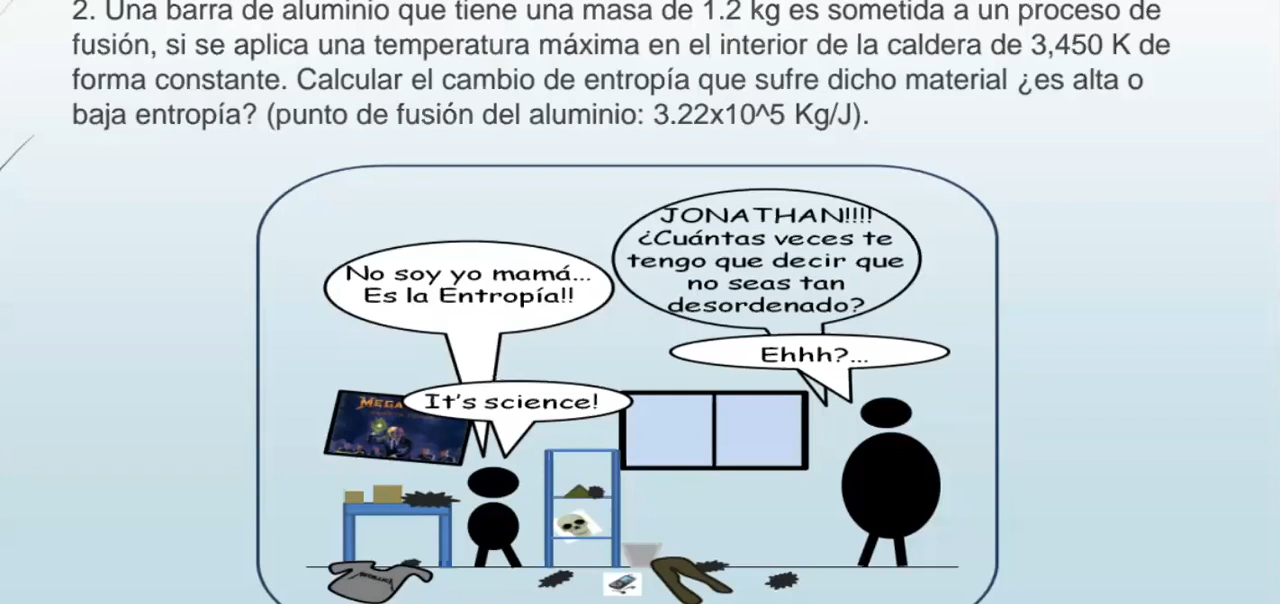 2. Una barra de aluminio que tiene una masa de 1.2 kg es sometida a un proceso de
fusión, si se aplica una temperatura máxima en el interior de la caldera de 3,450 K de
forma constante. Calcular el cambio de entropía que sufre dicho material ¿es alta o
baja entropía? (punto de fusión del aluminio: 3.22x10^5 Kg/J).
JONATHAN!!!!
¿Cuántas veces te
tengo que decir que
no seas tan
desordenado?
No soy yo mamá...
Es la Entropía!!
Ehhh?...
It's science!
MEGA